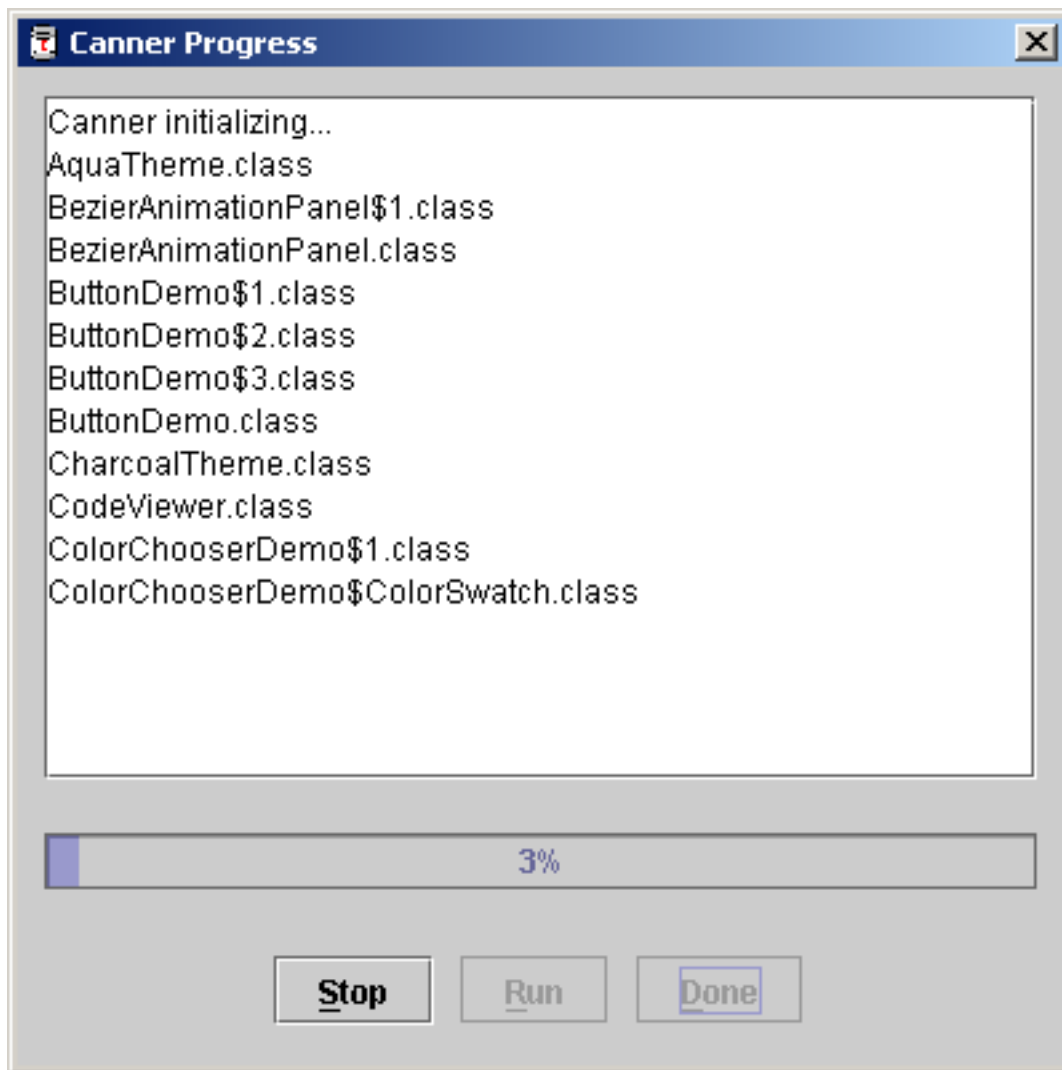 Canner Progress
Canner initializing...
AquaTheme.class
BezierAnimationPanel$1.class
BezierAnimationPanel.class
ButtonDemo$1.class
ButtonDemo$2.class
ButtonDemo$3.class
ButtonDemo.class
CharcoalTheme.class
CodeViewer.class
ColorChooserDemo$1.class
ColorChooserDemo$ColorSwatch.class
3%
Stop Run Done